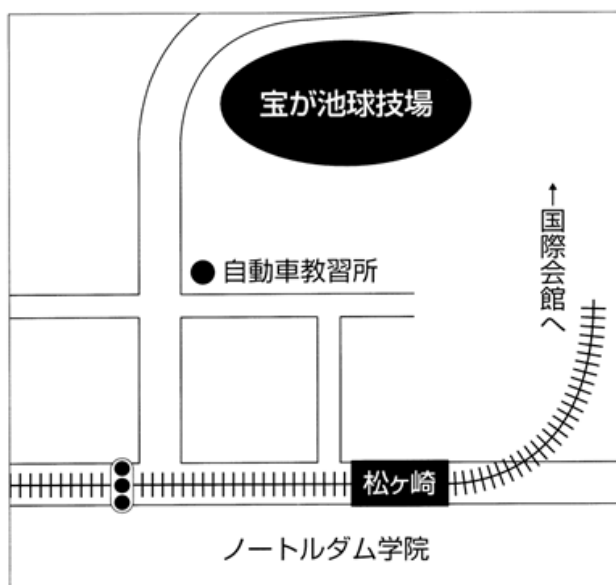 宝が池球技場
↑国際会館へ
自動車教習所
松ヶ崎
ノートルダム学院